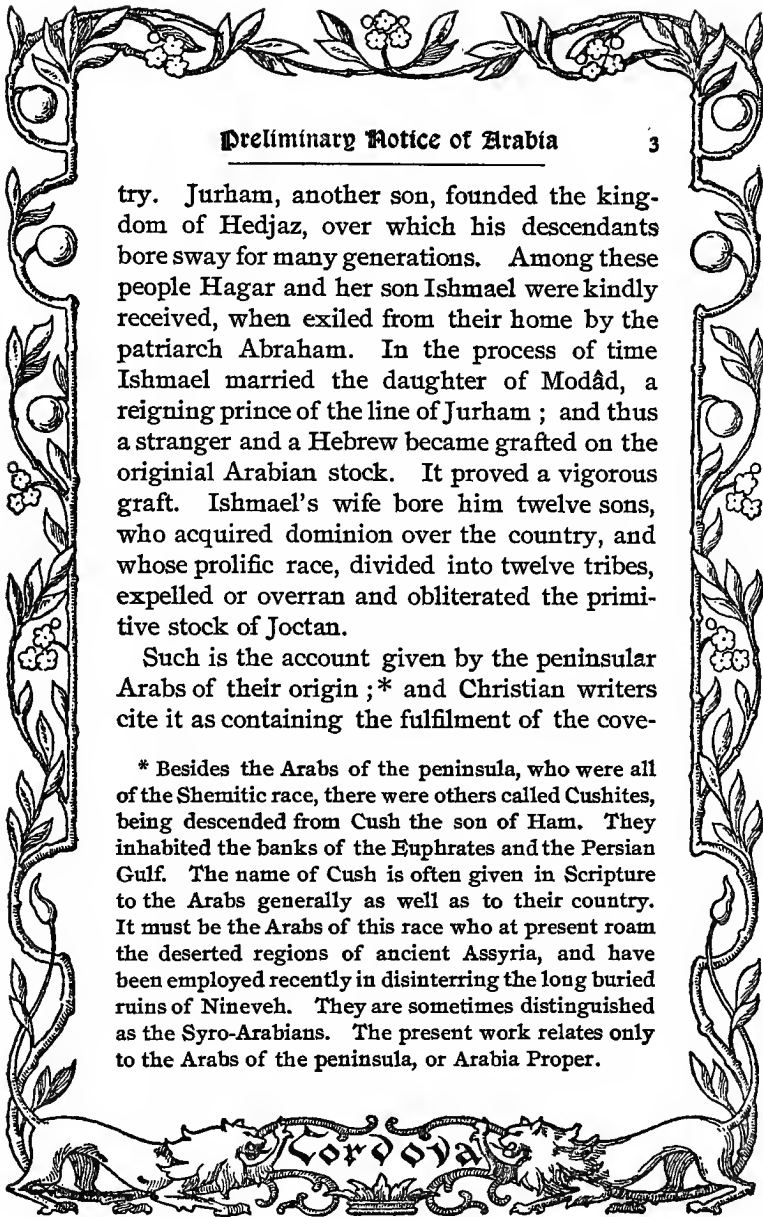 Preliminary Notice of Arabia 3
try. Jurham, another son, founded the king-
dom of Hedjaz, over which his descendants
bore sway for many generations. Among these
people Hagar and her son Ishmael were kindly
received, when exiled from their home by the
patriarch Abraham. In the process of time
Ishmael married the daughter of Modâd, a
reigning prince of the line of Jurham ; and thus
a stranger and a Hebrew became grafted on the
originial Arabian stock. It proved a vigorous
graft. Ishmael's wife bore him twelve sons,
who acquired dominion over the country, and
whose prolific race, divided into twelve tribes,
expelled or overran and obliterated the primi-
tive stock of Joctan.
Such is the account given by the peninsular
Arabs of their origin ;* and Christian writers
cite it as containing the fulfilment of the cove-
* Besides the Arabs of the peninsula, who were all
of the Shemitic race, there were others called Cushites,
being descended from Cush the son of Ham. They
inhabited the banks of the Euphrates and the Persian
Gulf. The name of Cush is often given in Scripture
to the Arabs generally as well as to their country.
It must be the Arabs of this race who at present roam
the deserted regions of ancient Assyria, and have
been employed recently in disinterring the long buried
ruins of Nineveh. They are sometimes distinguished
as the Syro-Arabians. The present work relates only
to the Arabs of the peninsula, or Arabia Proper.
Cordova